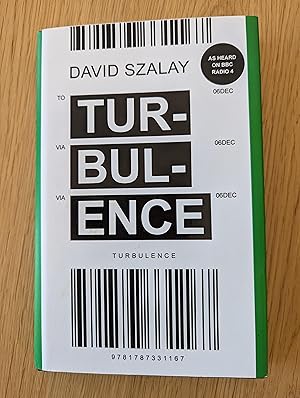 DAVID SZALAY
AS HEARD
ON BBC
RADIO 4
TO
06DEC
TUR-
VIA
06DEC
BUL-
VIA
06DEC
ENCE
TURBULENCE
9781787331167